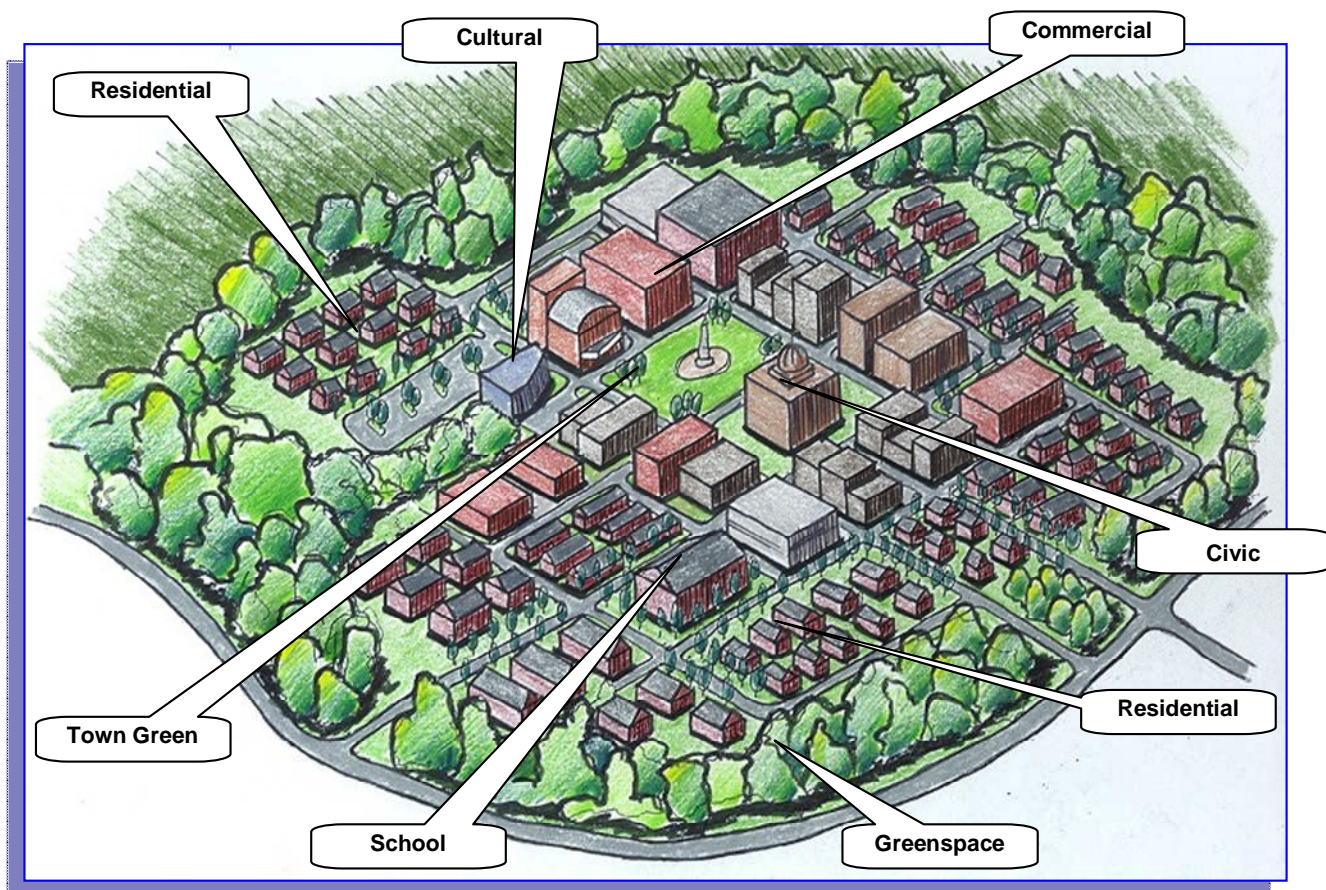 Cultural
Commercial
Residential
Civic
Residential
Town Green
School
Greenspace